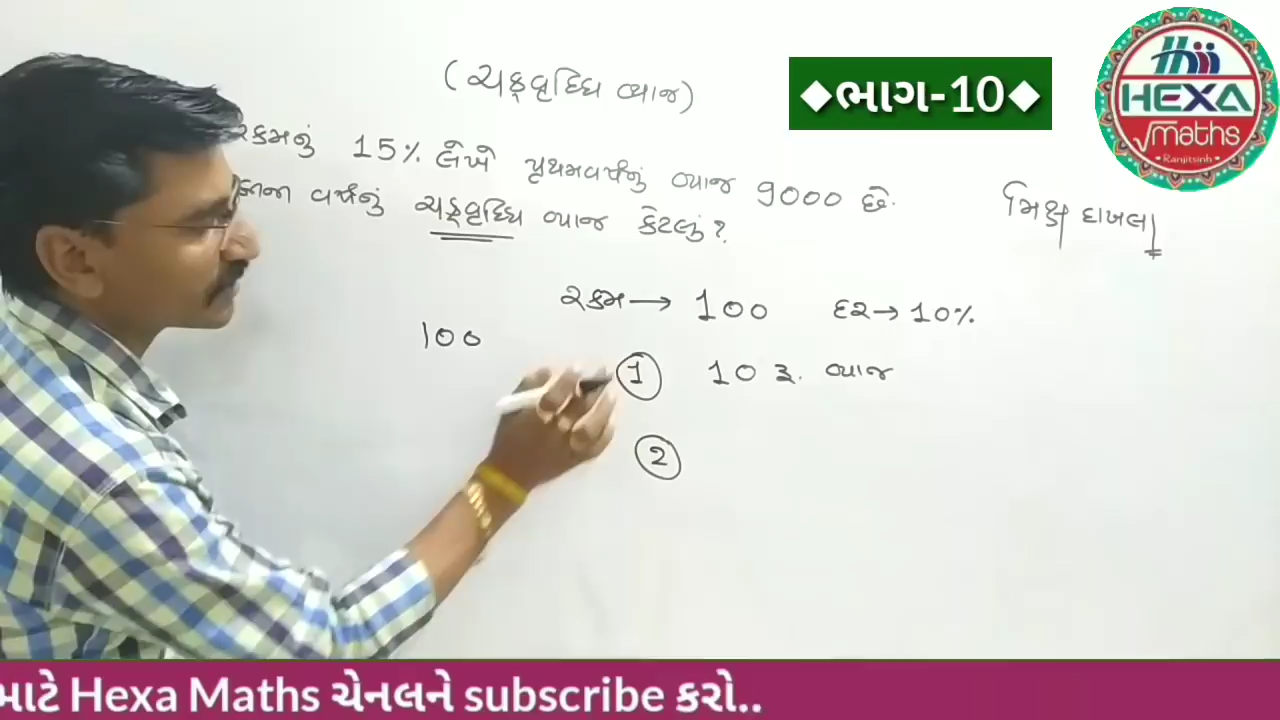 (ચક્રવૃધ્ધિ વ્યાજ)
◆ભાગ-10◆
HEXA
maths
Ranjitsinh
રકમનું 15% લેખે પ્રથમવર્ષનું વ્યાજ 9000 છે.
વર્ષનું ચક્રવૃધ્ધિ વ્યાજ કેટલું?
મિક્ષ દાખલા
રકમ → 100 દર → 10%
100
1 10 રૂ. વ્યાજ
2
માટે Hexa Maths ચેનલને subscribe કરો..